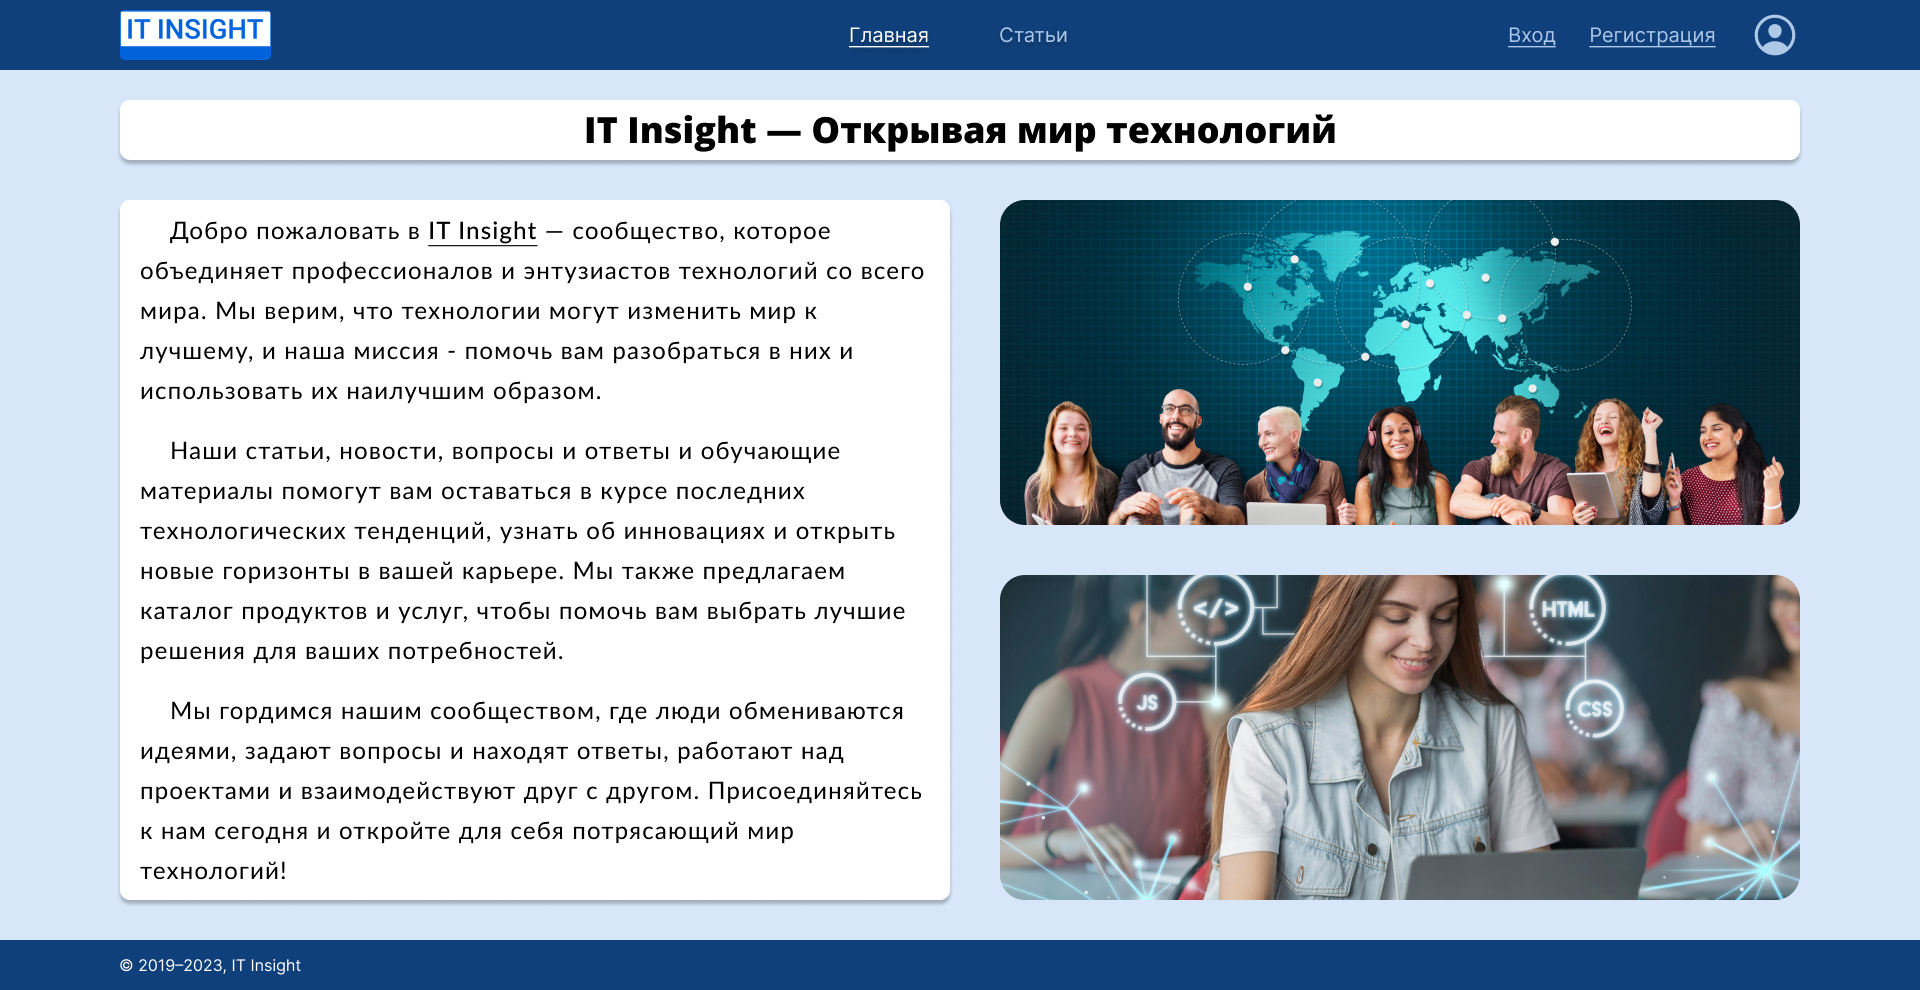 IT INSIGHT
Главная
Статьи
Вход
Регистрация
IT Insight — Открывая мир технологий
Добро пожаловать в IT Insight — сообщество, которое
объединяет профессионалов и энтузиастов технологий со всего
мира. Мы верим, что технологии могут изменить мир к
лучшему, и наша миссия - помочь вам разобраться в них и
использовать их наилучшим образом.
Наши статьи, новости, вопросы и ответы и обучающие
материалы помогут вам оставаться в курсе последних
технологических тенденций, узнать об инновациях и открыть
новые горизонты в вашей карьере. Мы также предлагаем
каталог продуктов и услуг, чтобы помочь вам выбрать лучшие
решения для ваших потребностей.
Мы гордимся нашим сообществом, где люди обмениваются
идеями, задают вопросы и находят ответы, работают над
проектами и взаимодействуют друг с другом. Присоединяйтесь
к нам сегодня и откройте для себя потрясающий мир
технологий!
</>
HTML
JS
CSS
© 2019–2023, IT Insight